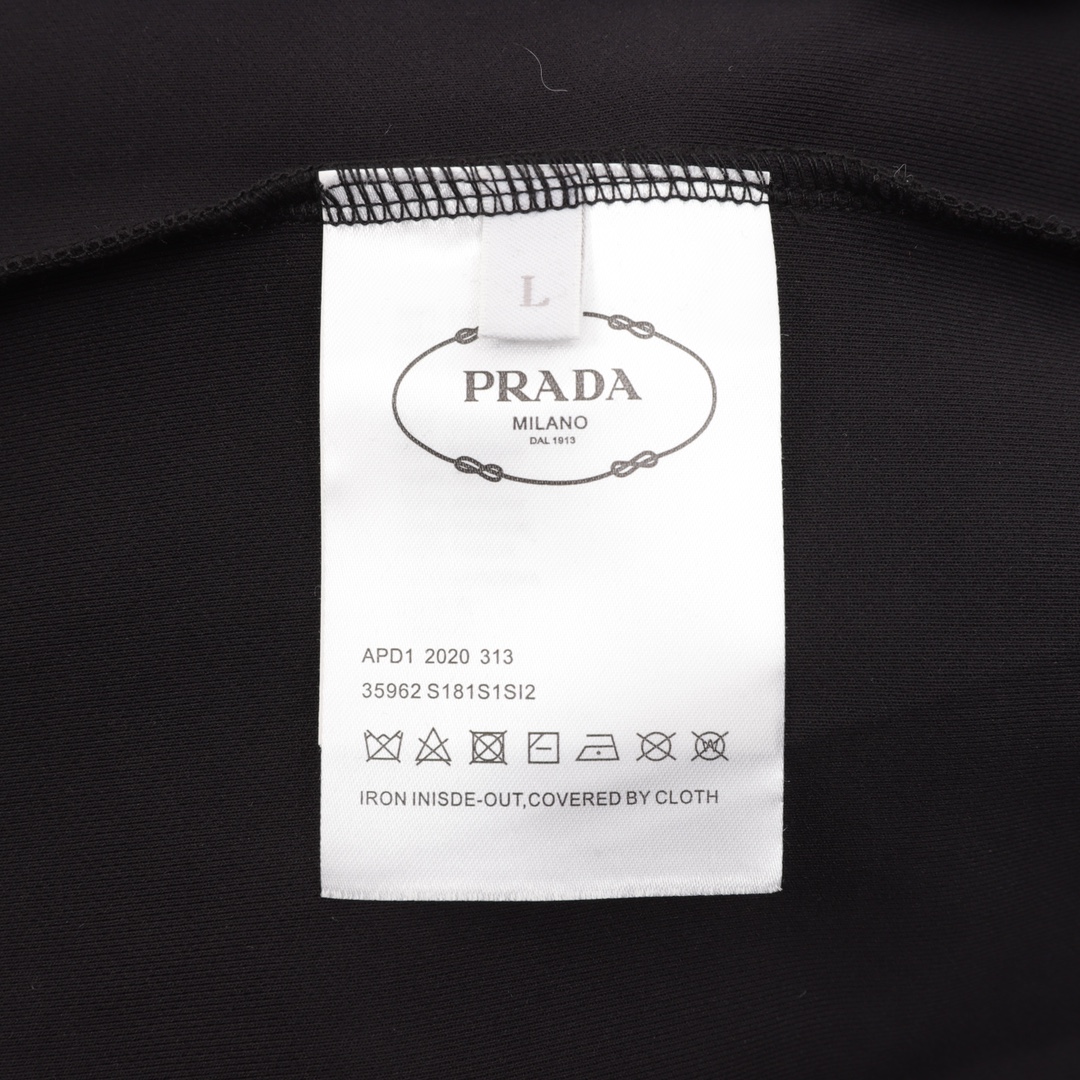 L
PRADA
MILANO
DAL 1913
APD1 2020 313
35962 S181S1SI2
IRON INISDE-OUT,COVERED BY CLOTH